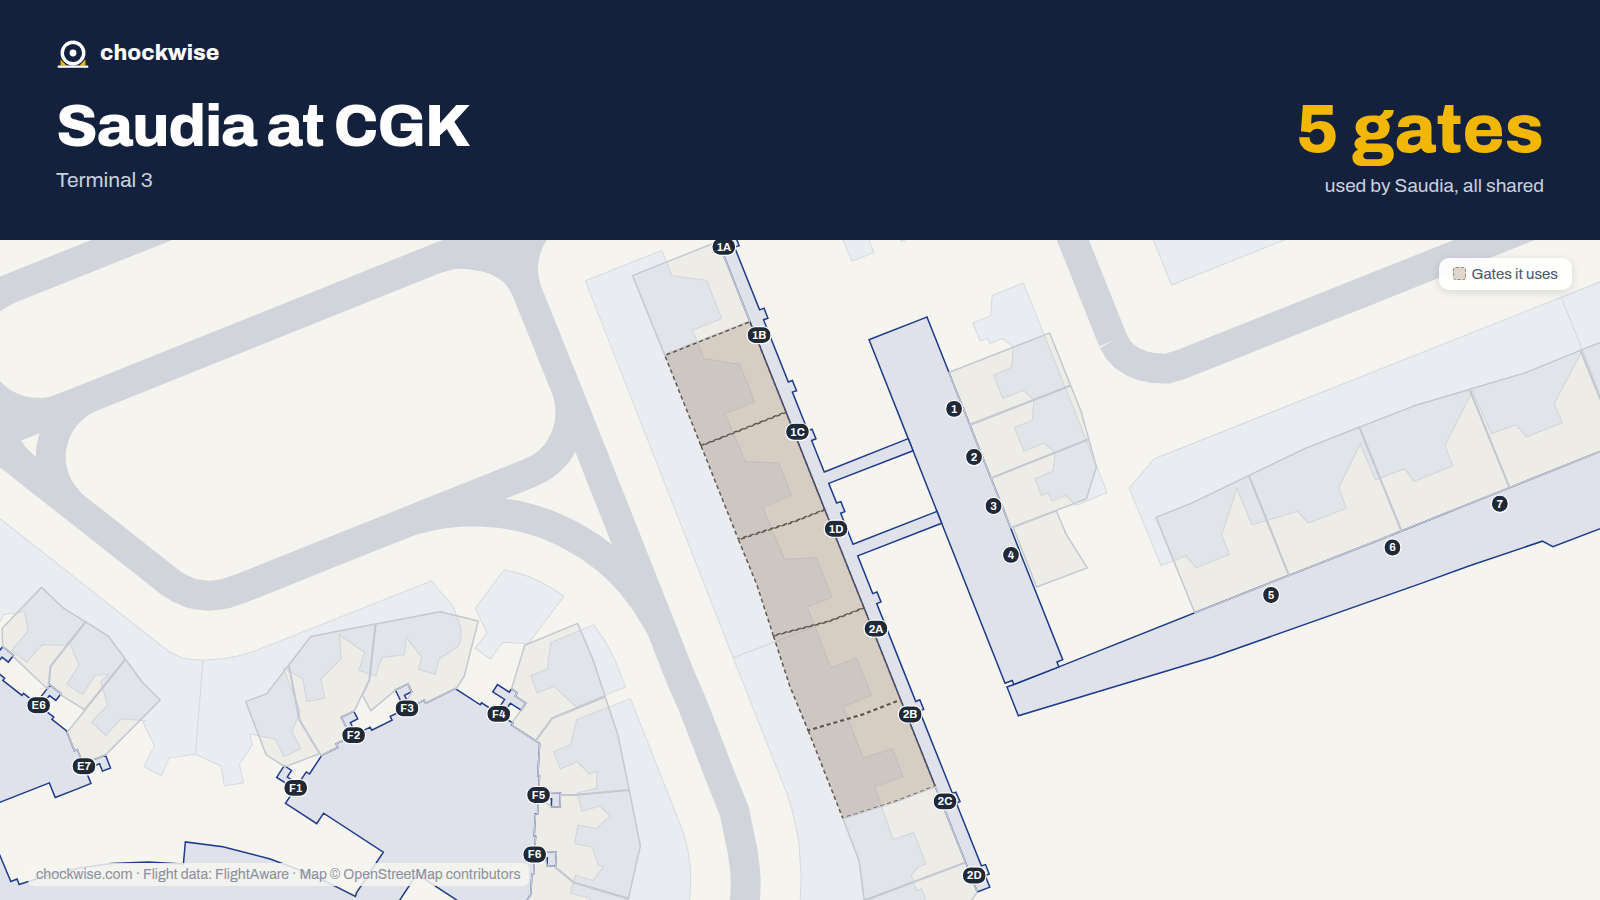 chockwise
Saudia at CGK
Terminal 3
5 gates
used by Saudia, all shared
Gates it uses
1A
1B
1C
1D
2A
2B
2C
2D
1
2
3
4
5
6
7
E6
E7
F1
F2
F3
F4
F5
F6
chockwise.com · Flight data: FlightAware · Map © OpenStreetMap contributors